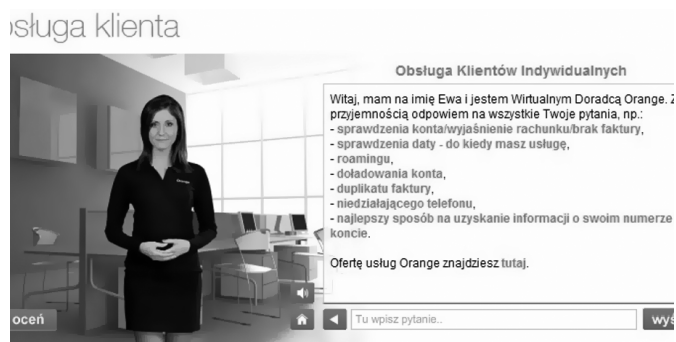 sługa klienta
Obsługa Klientów Indywidualnych
Witaj, mam na imię Ewa i jestem Wirtualnym Doradcą Orange. Z
przyjemnością odpowiem na wszystkie Twoje pytania, np.:
- sprawdzenia konta/wyjaśnienie rachunku/brak faktury,
- sprawdzenia daty - do kiedy masz usługę,
- roamingu,
- doładowania konta,
- duplikatu faktury,
- niedziałającego telefonu,
- najlepszy sposób na uzyskanie informacji o swoim numerze
koncie.
Ofertę usług Orange znajdziesz tutaj.
oceń
Tu wpisz pytanie..
wyś